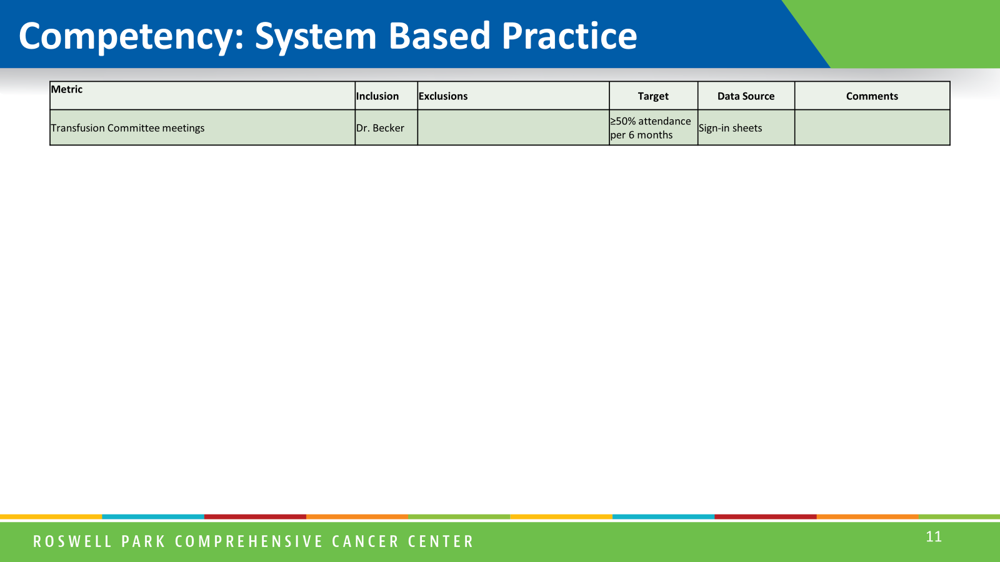 Competency: System Based Practice
Metric
Inclusion
Exclusions
Target
Data Source
Comments
Transfusion Committee meetings
Dr. Becker
≥50% attendance
per 6 months
Sign-in sheets
ROSWELL PARK COMPREHENSIVE CANCER CENTER
11